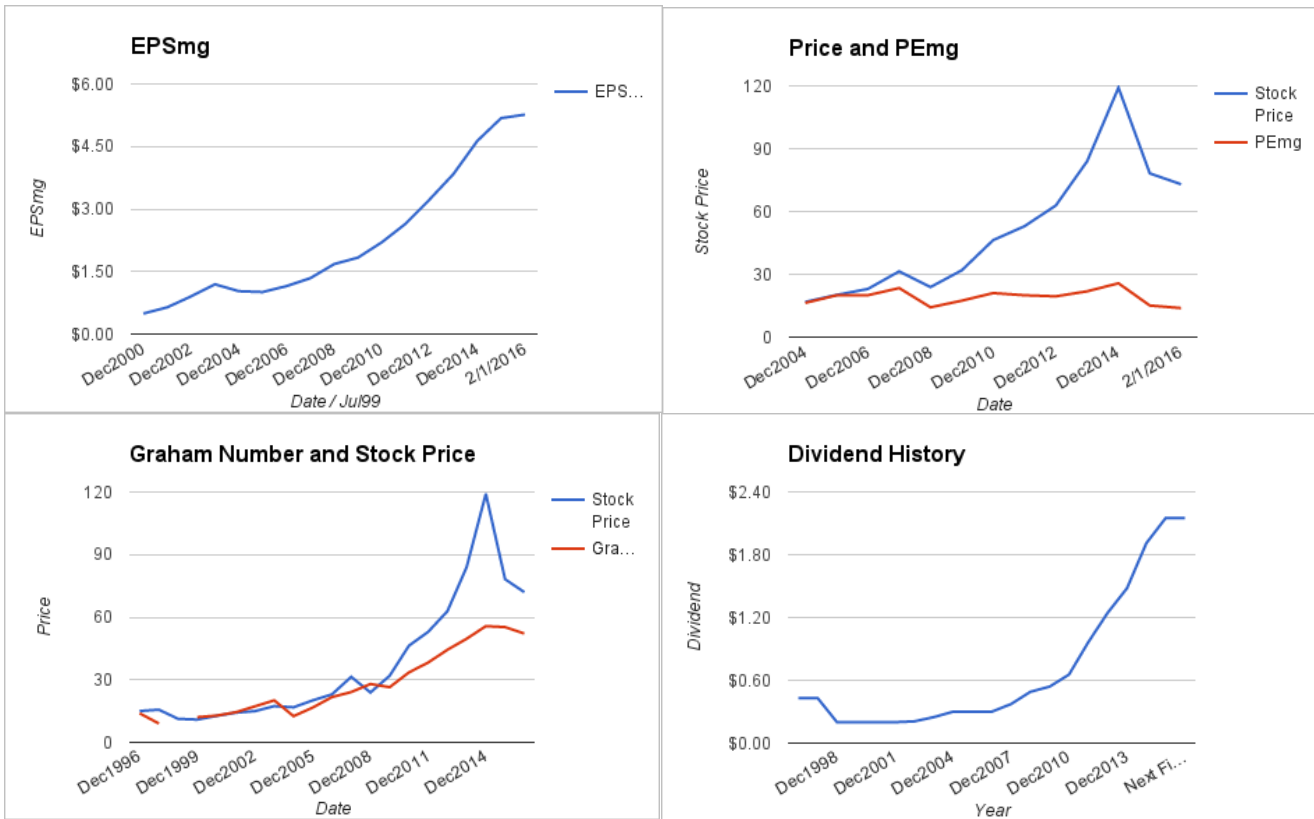 EPSmg
$6.00
$4.50
$3.00
$1.50
$0.00
EPSmg
Dec2000
Dec2002
Dec2004
Dec2006
Dec2008
Dec2010
Dec2012
Dec2014
2/1/2016
Date / Jul99
EPS…
Price and PEmg
120
90
60
30
0
Stock Price
Dec2004
Dec2006
Dec2008
Dec2010
Dec2012
Dec2014
2/1/2016
Date
Stock
Price
PEmg
Graham Number and Stock Price
120
90
60
30
0
Price
Dec1996
Dec1999
Dec2002
Dec2005
Dec2008
Dec2011
Dec2014
Date
Stock
Price
Gra…
Dividend History
$2.40
$1.80
$1.20
$0.60
$0.00
Dividend
Dec1998
Dec2001
Dec2004
Dec2007
Dec2010
Dec2013
Next Fi…
Year